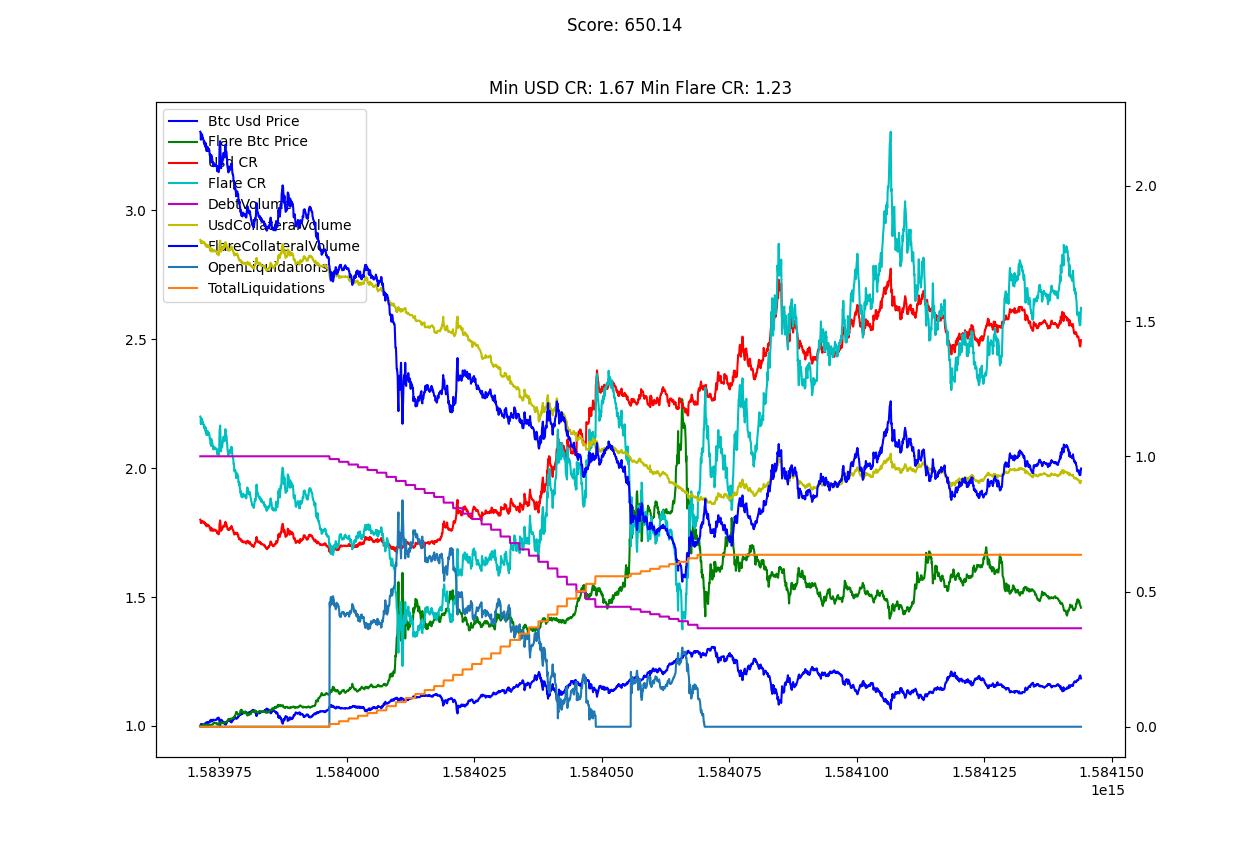 Score: 650.14
Min USD CR: 1.67 Min Flare CR: 1.23
Btc Usd Price
Flare Btc Price
Usd CR
Flare CR
DebtVolume
UsdCollateralVolume
FlareCollateralVolume
OpenLiquidations
TotalLiquidations
3.0
2.5
2.0
1.5
1.0
2.0
1.5
1.0
0.5
0.0
1.583975 1.584000 1.584025 1.584050 1.584075 1.584100 1.584125 1.584150
1e15